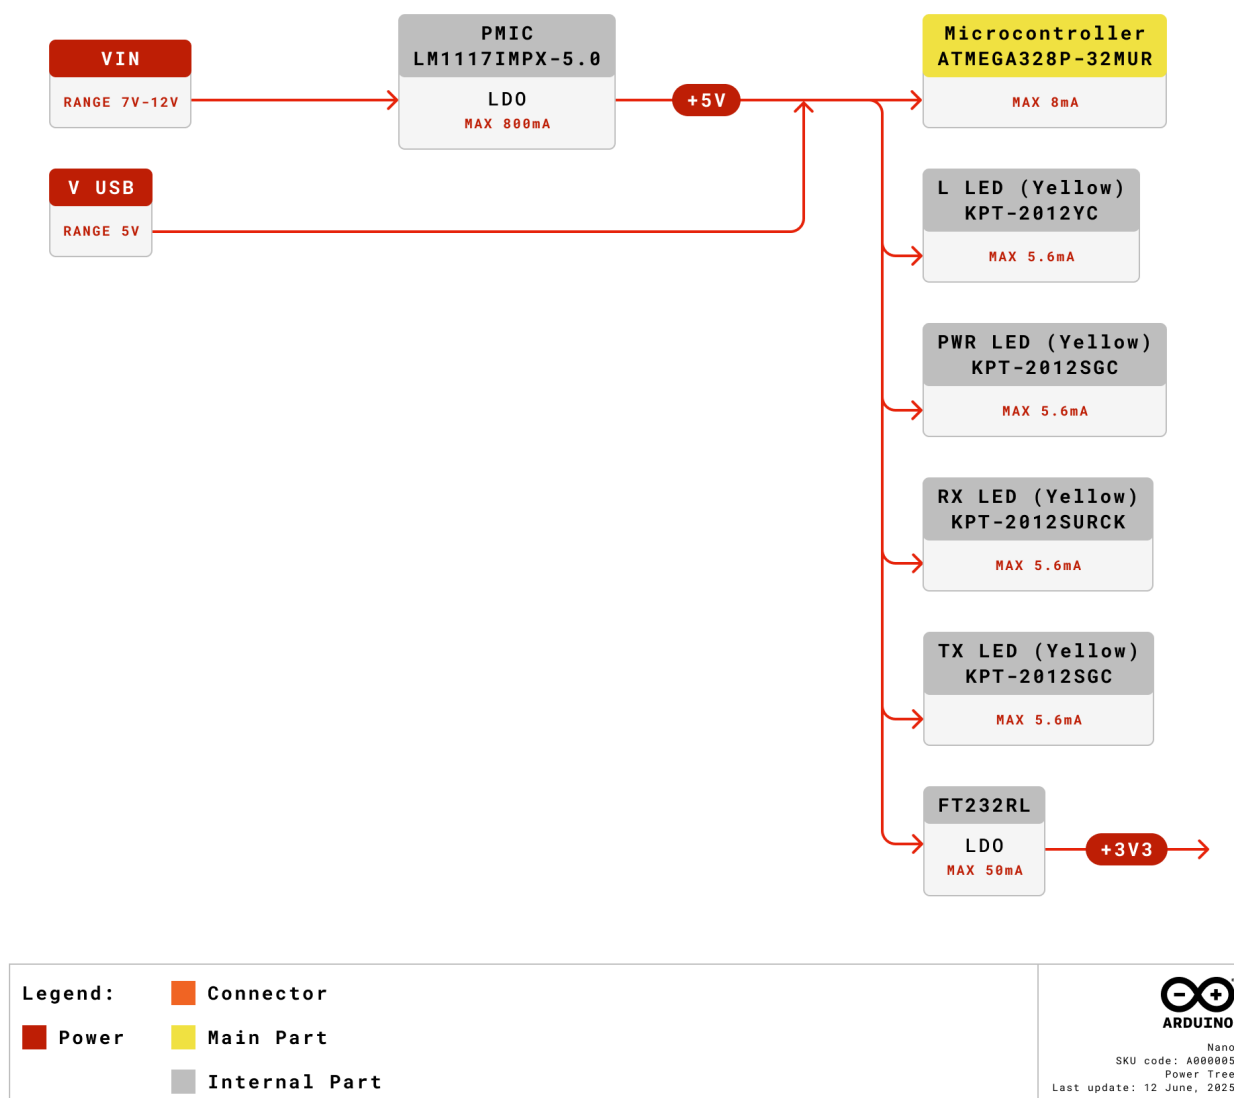 VIN
RANGE 7V-12V
PMIC
LM1117IMPX-5.0
LDO
MAX 800mA
+5V
Microcontroller
ATMEGA328P-32MUR
MAX 8mA
V USB
RANGE 5V
L LED (Yellow)
KPT-2012YC
MAX 5.6mA
PWR LED (Yellow)
KPT-2012SGC
MAX 5.6mA
RX LED (Yellow)
KPT-2012SURCK
MAX 5.6mA
TX LED (Yellow)
KPT-2012SGC
MAX 5.6mA
FT232RL
LDO
MAX 50mA
+3V3
Legend:
Power
Connector
Main Part
Internal Part
ARDUINO
Nano
SKU code: A000005
Power Tree
Last update: 12 June, 2025